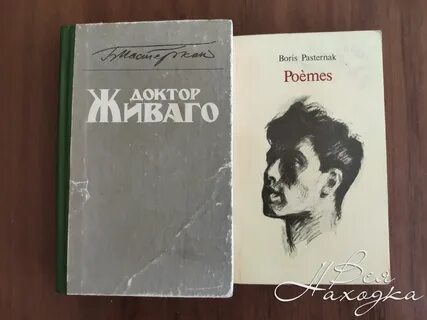 Б. Пастернак
ДОКТОР
ЖИВАГО
Boris Pasternak
Poèmes
Вся
Находка